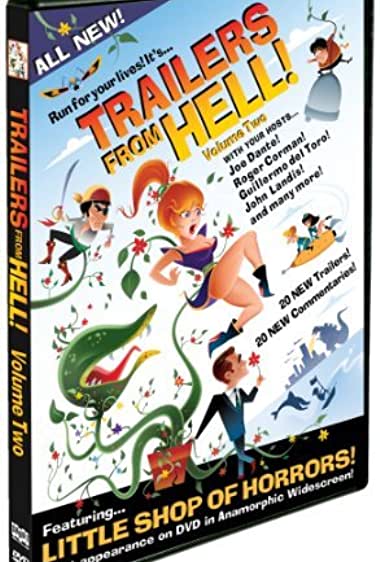 ALL NEW!
Run for your lives! It's...
TRAILERS
FROM HELL!
Volume Two
WITH YOUR HOSTS...
Joe Dante!
Roger Corman!
Guillermo del Toro!
John Landis!
and many more!
20 NEW Trailers!
20 NEW Commentaries!
Featuring...
LITTLE SHOP OF HORRORS!
appearance on DVD in Anamorphic Widescreen!
TRAILERS FROM HELL! Volume Two
DVD